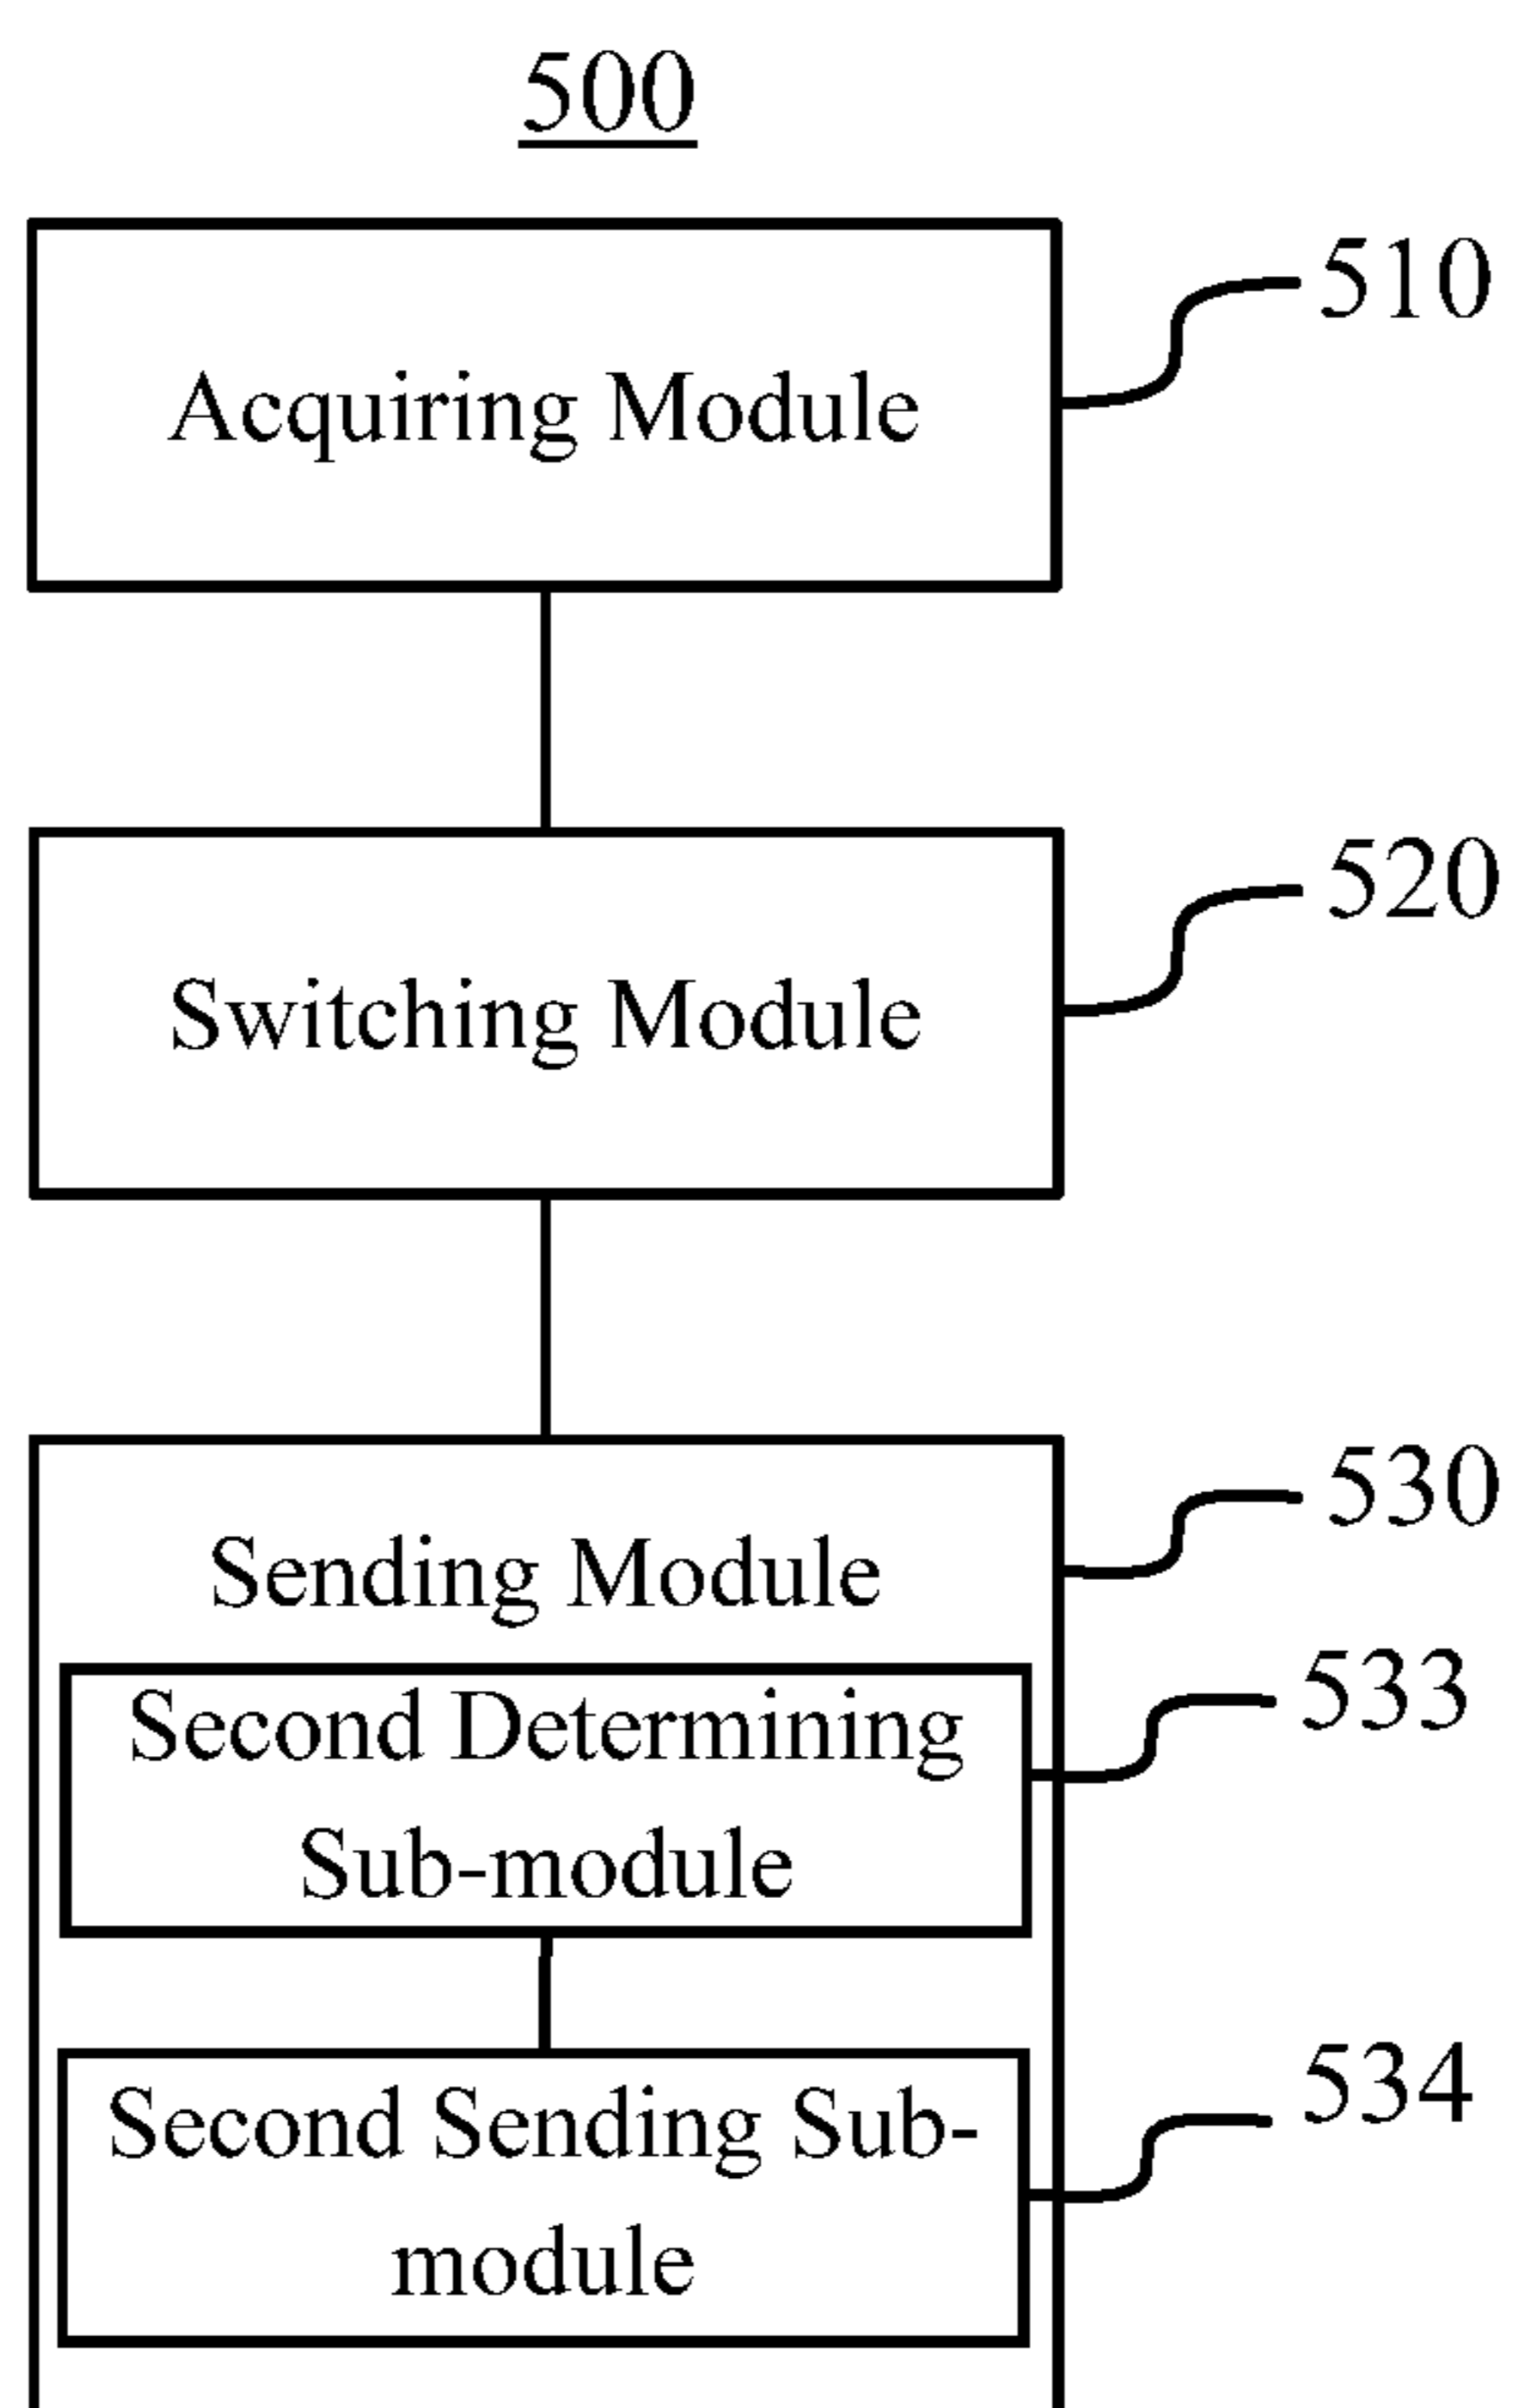 500
510
Acquiring Module
520
Switching Module
530
Sending Module
533
Second Determining
Sub-module
534
Second Sending Sub-
module